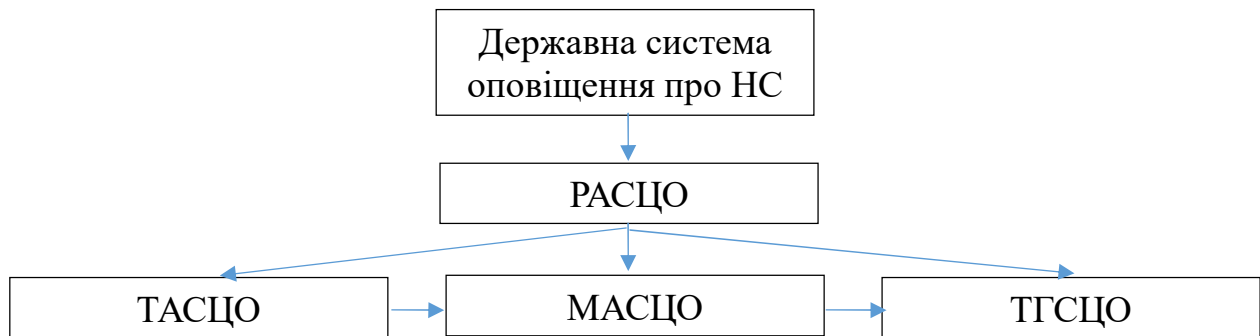 Державна система
оповіщення про НС
РАСЦО
ТАСЦО
МАСЦО
ТГСЦО